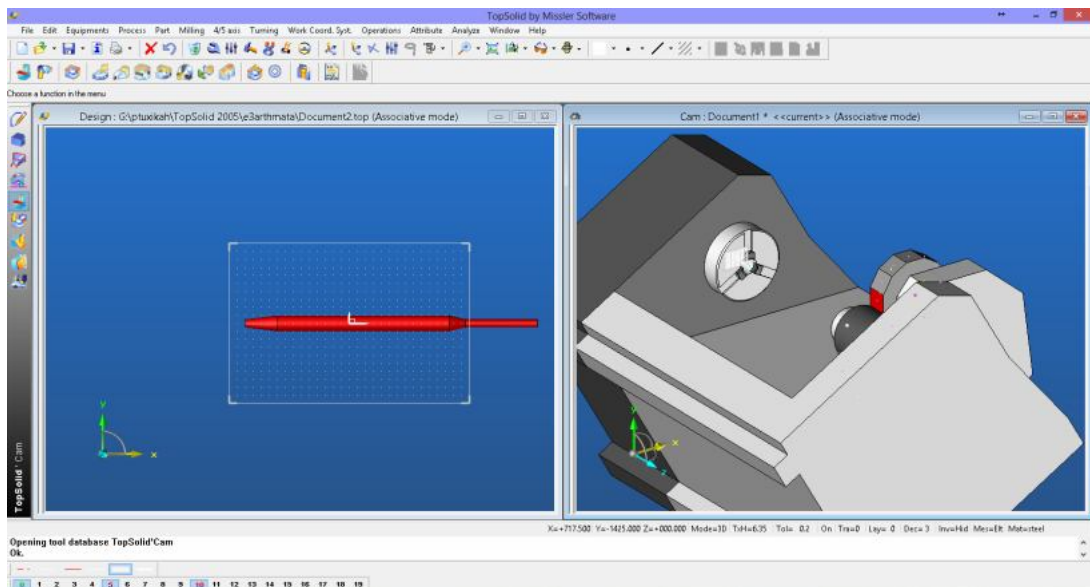 TopSolid by Missler Software
File Edit Equipments Process Part Milling 4/5 axis Turning Work Coord. Syst. Operations Attribute Analyze Window Help
Choose a function in the menu
Design : G:\ptuxikah\TopSolid 2005\e3arthmata\Document2.top (Associative mode)
Cam : Document1 * <<current>> (Associative mode)
y
x
y
x
z
TopSolid'Cam
X=+717.500 Y=-1425.000 Z=+000.000 Mode=3D TxH=6.35 Tol= 0.2 On Tra=0 Lay= 0 Dec= 3 Inv=Hid Mes=Elt Mat=steel
Opening tool database TopSolid'Cam
Ok.
0 1 2 3 4 5 6 7 8 9 10 11 12 13 14 15 16 17 18 19